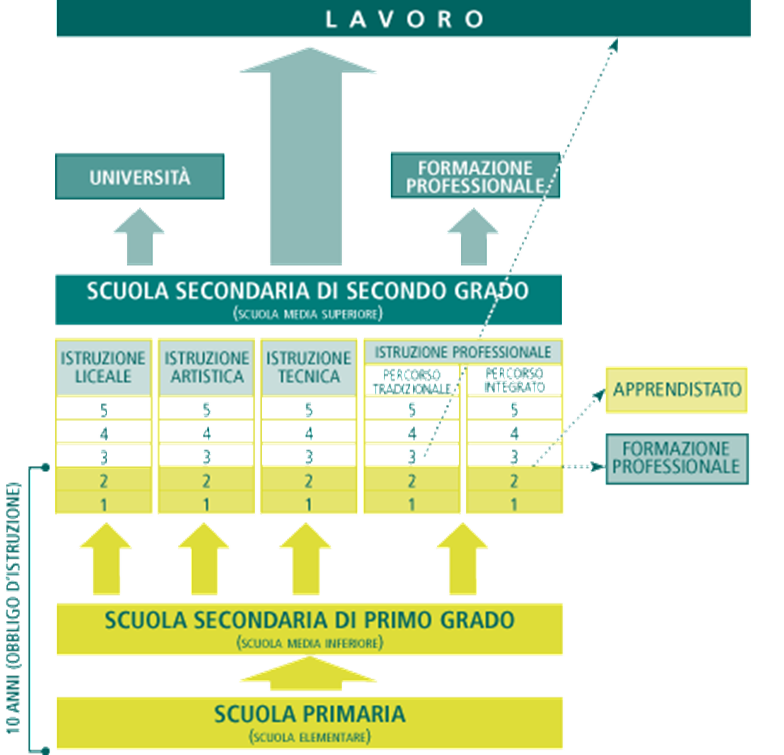 LAVORO
UNIVERSITÀ
FORMAZIONE
PROFESSIONALE
SCUOLA SECONDARIA DI SECONDO GRADO
(SCUOLA MEDIA SUPERIORE)
ISTRUZIONE
LICEALE
ISTRUZIONE
ARTISTICA
ISTRUZIONE
TECNICA
ISTRUZIONE PROFESSIONALE
PERCORSO
TRADIZIONALE
PERCORSO
INTEGRATO
5 5 5 5 5
4 4 4 4 4
3 3 3 3 3
2 2 2 2 2
1 1 1 1 1
APPRENDISTATO
FORMAZIONE
PROFESSIONALE
10 ANNI (OBBLIGO D'ISTRUZIONE)
SCUOLA SECONDARIA DI PRIMO GRADO
(SCUOLA MEDIA INFERIORE)
SCUOLA PRIMARIA
(SCUOLA ELEMENTARE)